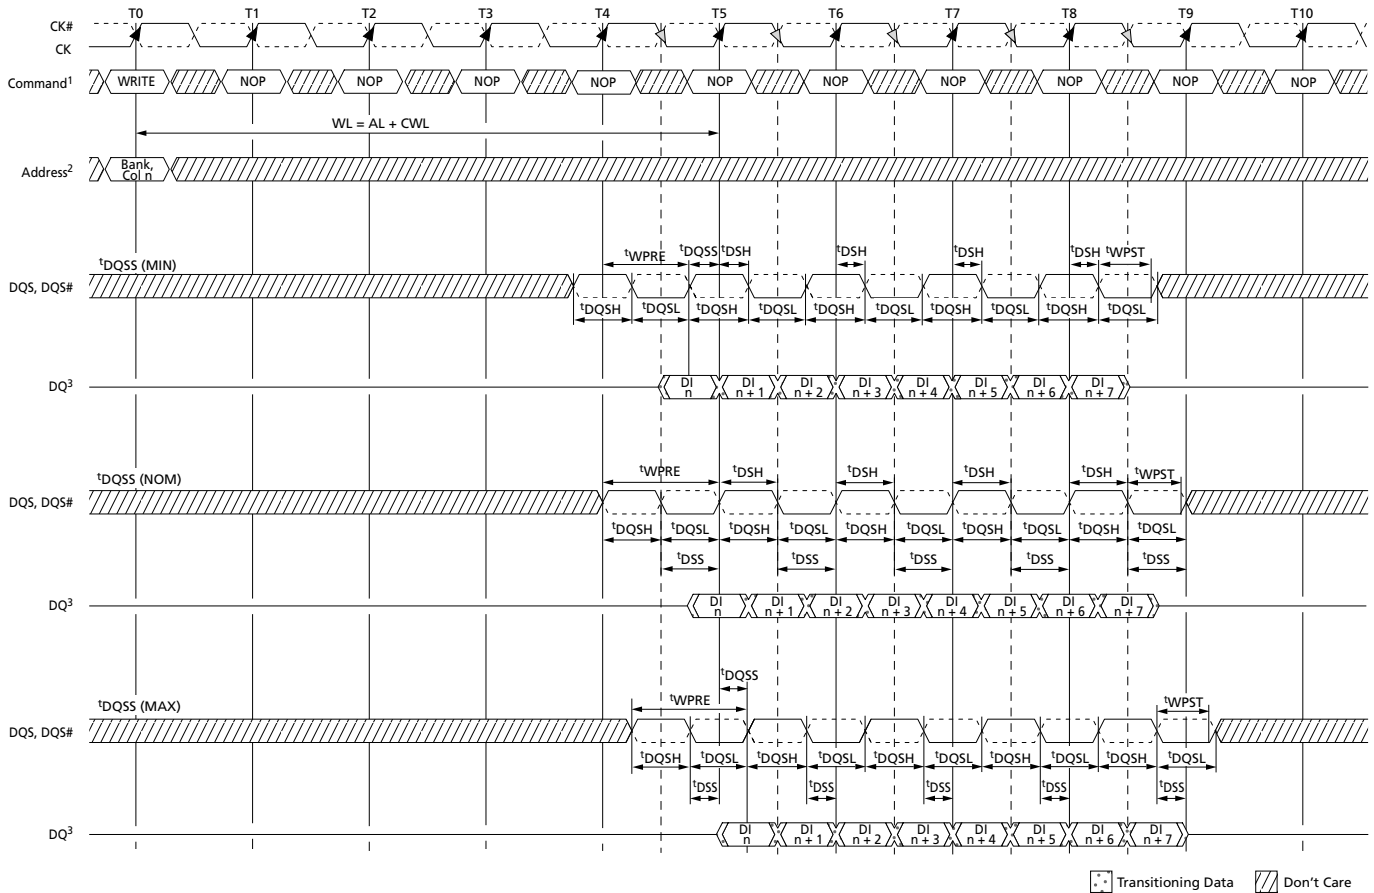 T0 T1 T2 T3 T4 T5 T6 T7 T8 T9 T10
CK#
CK
Command1 WRITE NOP NOP NOP NOP NOP NOP NOP NOP NOP NOP
WL = AL + CWL
Address2 Bank, Col n
tDQSS (MIN) tWPRE tDQSS tDSH tDSH tDSH tDSH tWPST
DQS, DQS#
tDQSH tDQSL tDQSH tDQSL tDQSH tDQSL tDQSH tDQSL tDQSH tDQSL
DQ3 DI n DI n + 1 DI n + 2 DI n + 3 DI n + 4 DI n + 5 DI n + 6 DI n + 7
tDQSS (NOM) tWPRE tDSH tDSH tDSH tDSH tWPST
DQS, DQS#
tDQSH tDQSL tDQSH tDQSL tDQSH tDQSL tDQSH tDQSL tDQSH tDQSL
tDSS tDSS tDSS tDSS tDSS
DQ3 DI n DI n + 1 DI n + 2 DI n + 3 DI n + 4 DI n + 5 DI n + 6 DI n + 7
tDQSS
tDQSS (MAX) tWPRE tWPST
DQS, DQS#
tDQSH tDQSL tDQSH tDQSL tDQSH tDQSL tDQSH tDQSL tDQSH tDQSL
tDSS tDSS tDSS tDSS tDSS
DQ3 DI n DI n + 1 DI n + 2 DI n + 3 DI n + 4 DI n + 5 DI n + 6 DI n + 7
Transitioning Data Don't Care